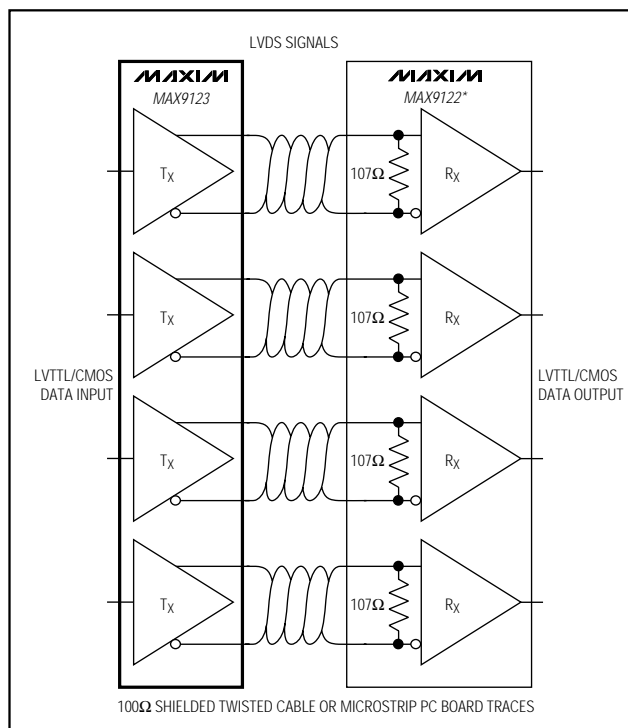 LVDS SIGNALS
MAXIM MAXIM
MAX9123 MAX9122*
TX 107Ω RX
TX 107Ω RX
LVTTL/CMOS
DATA INPUT
LVTTL/CMOS
DATA OUTPUT
TX 107Ω RX
TX 107Ω RX
100Ω SHIELDED TWISTED CABLE OR MICROSTRIP PC BOARD TRACES